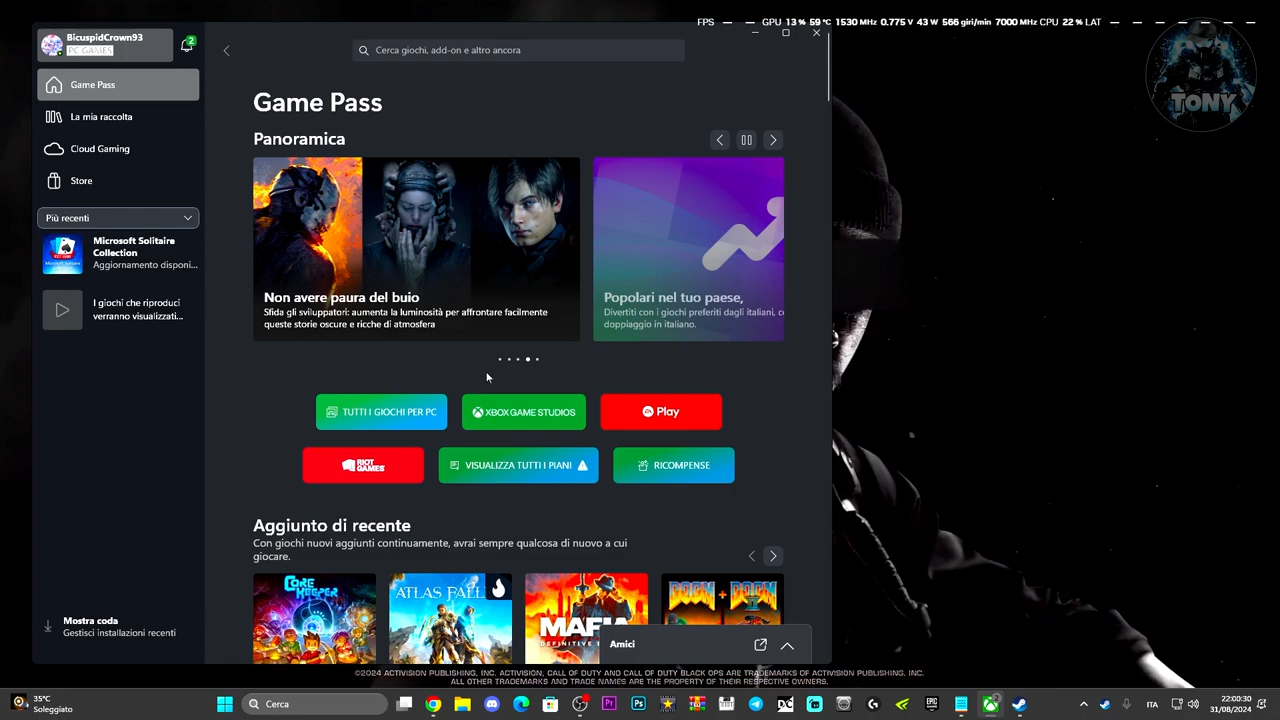 FPS — — GPU 13 % 59 °C 1530 MHz 0.775 V 43 W 566 giri/min 7000 MHz CPU 22 % LAT — — — — —
BicuspidCrown93
PC GAMES
2
Cerca giochi, add-on e altro ancora
TONY
Game Pass
La mia raccolta
Cloud Gaming
Store
Più recenti
Microsoft Solitaire
Collection
Aggiornamento disponi...
I giochi che riproduci
verranno visualizzati...
Mostra coda
Gestisci installazioni recenti
Game Pass
Panoramica
Non avere paura del buio
Sfida gli sviluppatori: aumenta la luminosità per affrontare facilmente
queste storie oscure e ricche di atmosfera
Popolari nel tuo paese,
Divertiti con i giochi preferiti dagli italiani, c
doppiaggio in italiano.
TUTTI I GIOCHI PER PC
XBOX GAME STUDIOS
EA Play
RIOT GAMES
VISUALIZZA TUTTI I PIANI
RICOMPENSE
Aggiunto di recente
Con giochi nuovi aggiunti continuamente, avrai sempre qualcosa di nuovo a cui
giocare.
CORE KEEPER
ATLAS FALL
MAFIA
DOOM + DOOM II
Amici
©2024 ACTIVISION PUBLISHING, INC. ACTIVISION, CALL OF DUTY AND CALL OF DUTY BLACK OPS ARE TRADEMARKS OF ACTIVISION PUBLISHING, INC.
ALL OTHER TRADEMARKS AND TRADE NAMES ARE THE PROPERTY OF THEIR RESPECTIVE OWNERS.
35°C
Soleggiato
Cerca
Pr
Ps
DC
EPIC
GAMES
2
ITA
22:00:30
31/08/2024